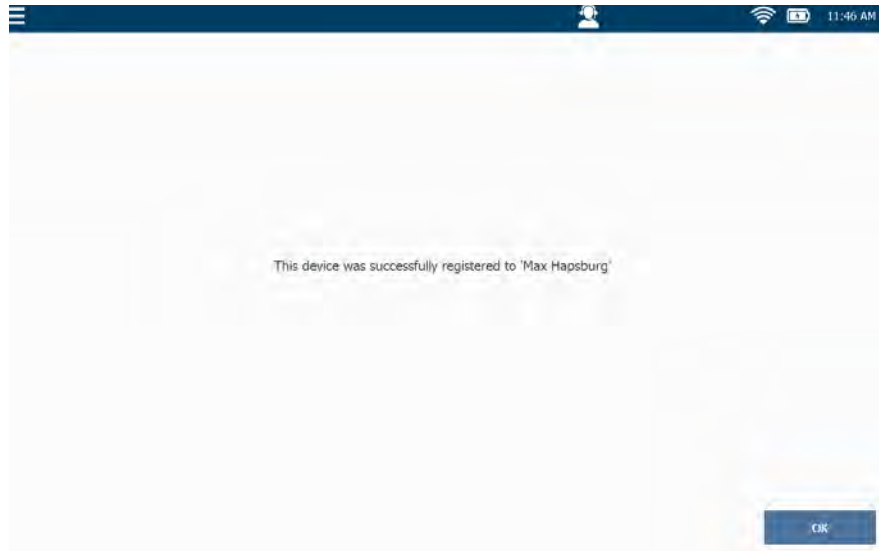 11:46 AM
This device was successfully registered to 'Max Hapsburg'
OK